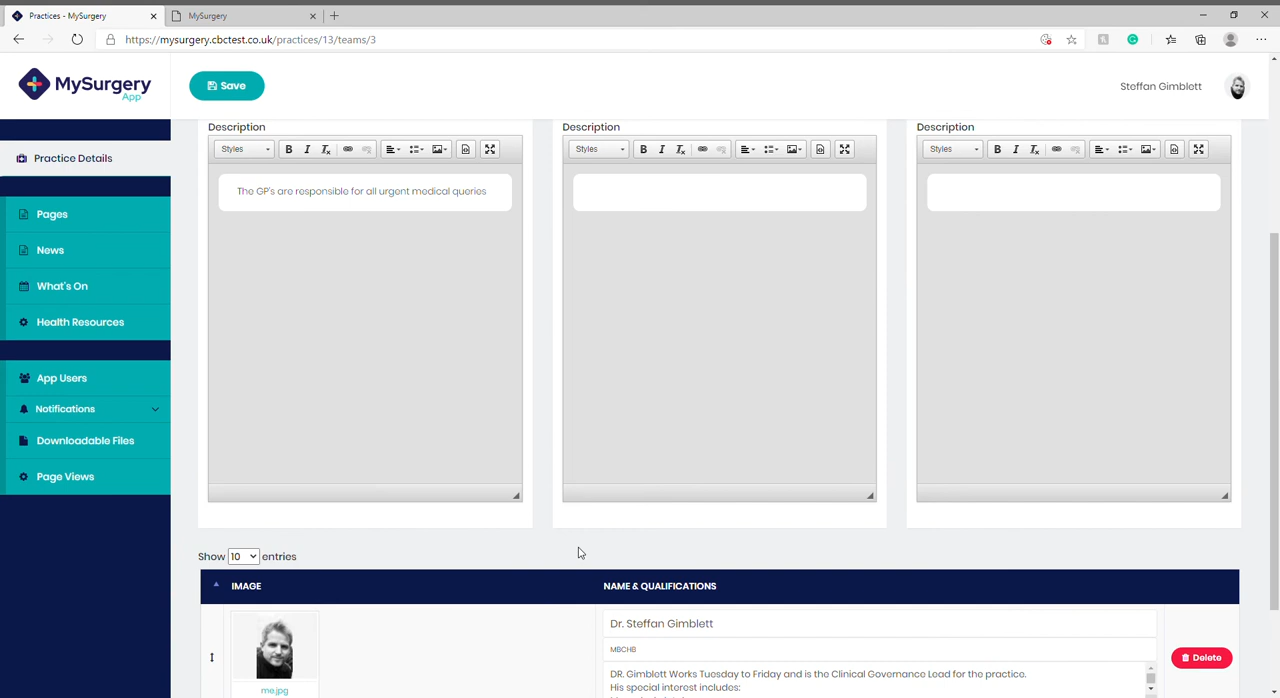 Practices - MySurgery
MySurgery
https://mysurgery.cbctest.co.uk/practices/13/teams/3
MySurgery
App
Save
Steffan Gimblett
Practice Details
Pages
News
What's On
Health Resources
App Users
Notifications
Downloadable Files
Page Views
Description
Description
Description
Styles
Styles
Styles
The GP's are responsible for all urgent medical queries
Show 10 entries
IMAGE
NAME & QUALIFICATIONS
Dr. Steffan Gimblett
MBCHB
DR. Gimblett Works Tuesday to Friday and is the Clinical Governance Lead for the practice.
His special interest includes:
me.jpg
Delete